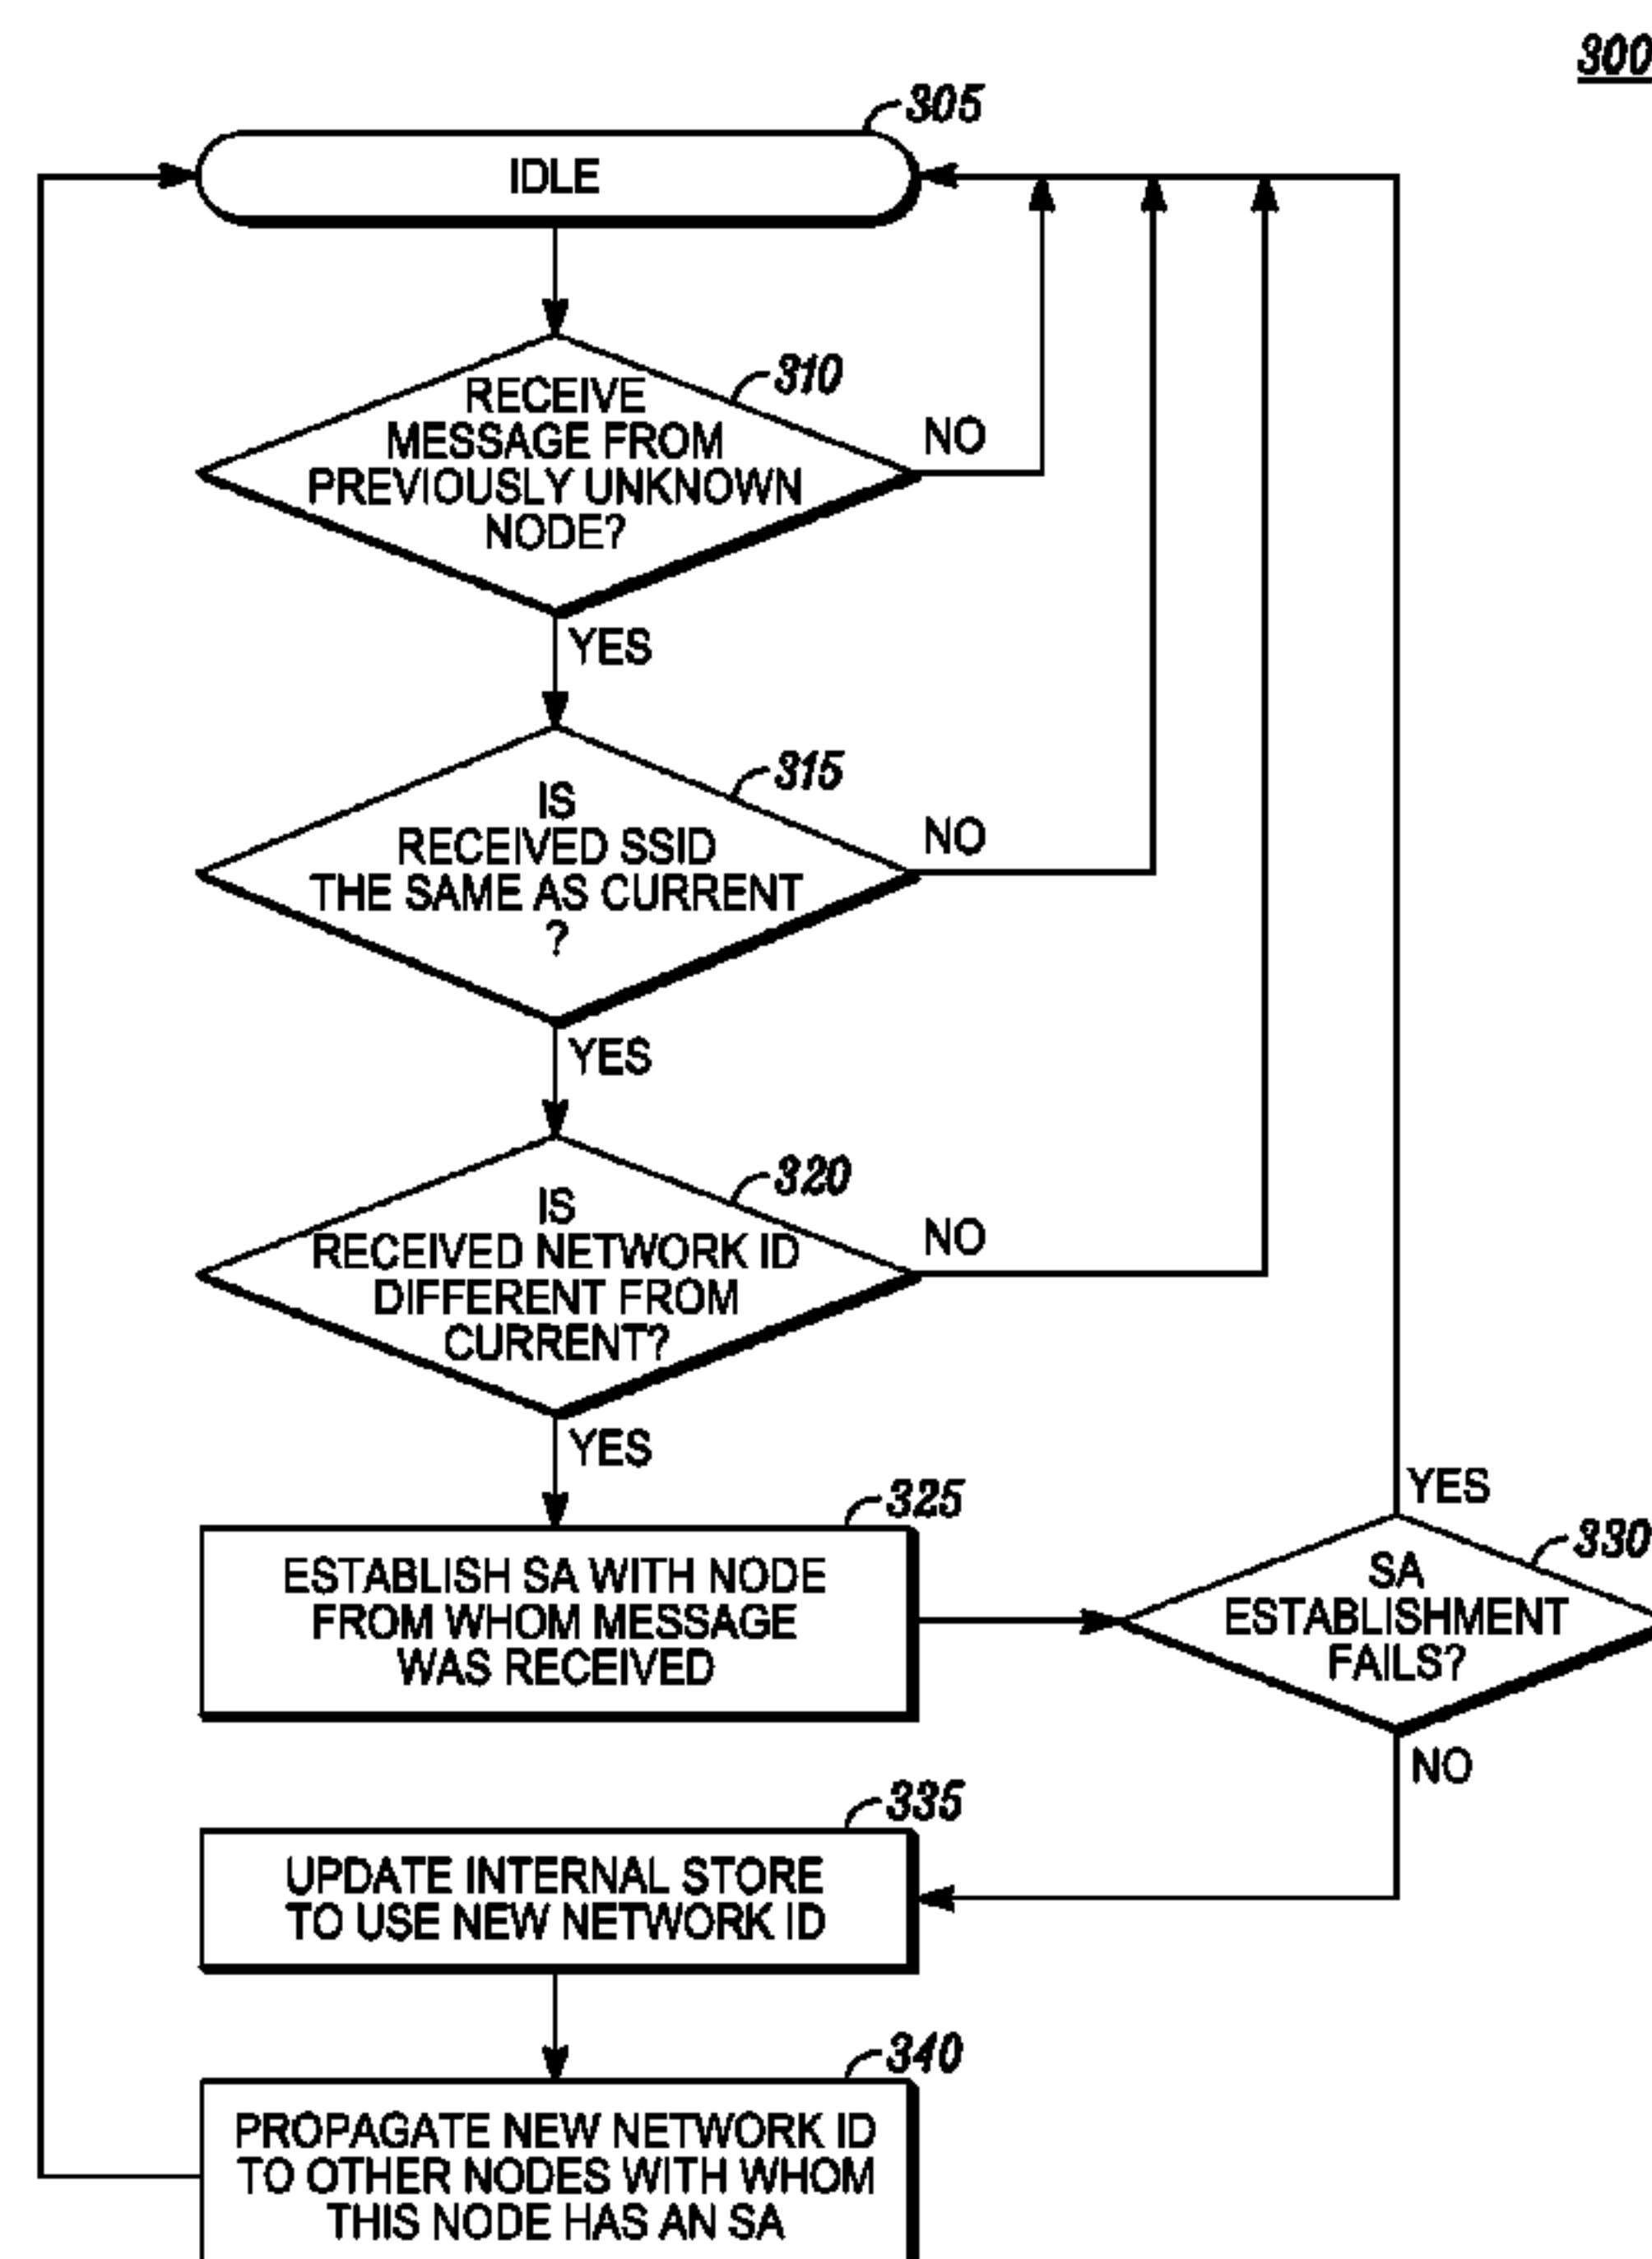 300
305
IDLE
310
RECEIVE
MESSAGE FROM
PREVIOUSLY UNKNOWN
NODE?
NO
YES
315
IS
RECEIVED SSID
THE SAME AS CURRENT
?
NO
YES
320
IS
RECEIVED NETWORK ID
DIFFERENT FROM
CURRENT?
NO
YES
325
ESTABLISH SA WITH NODE
FROM WHOM MESSAGE
WAS RECEIVED
YES
330
SA
ESTABLISHMENT
FAILS?
NO
335
UPDATE INTERNAL STORE
TO USE NEW NETWORK ID
340
PROPAGATE NEW NETWORK ID
TO OTHER NODES WITH WHOM
THIS NODE HAS AN SA